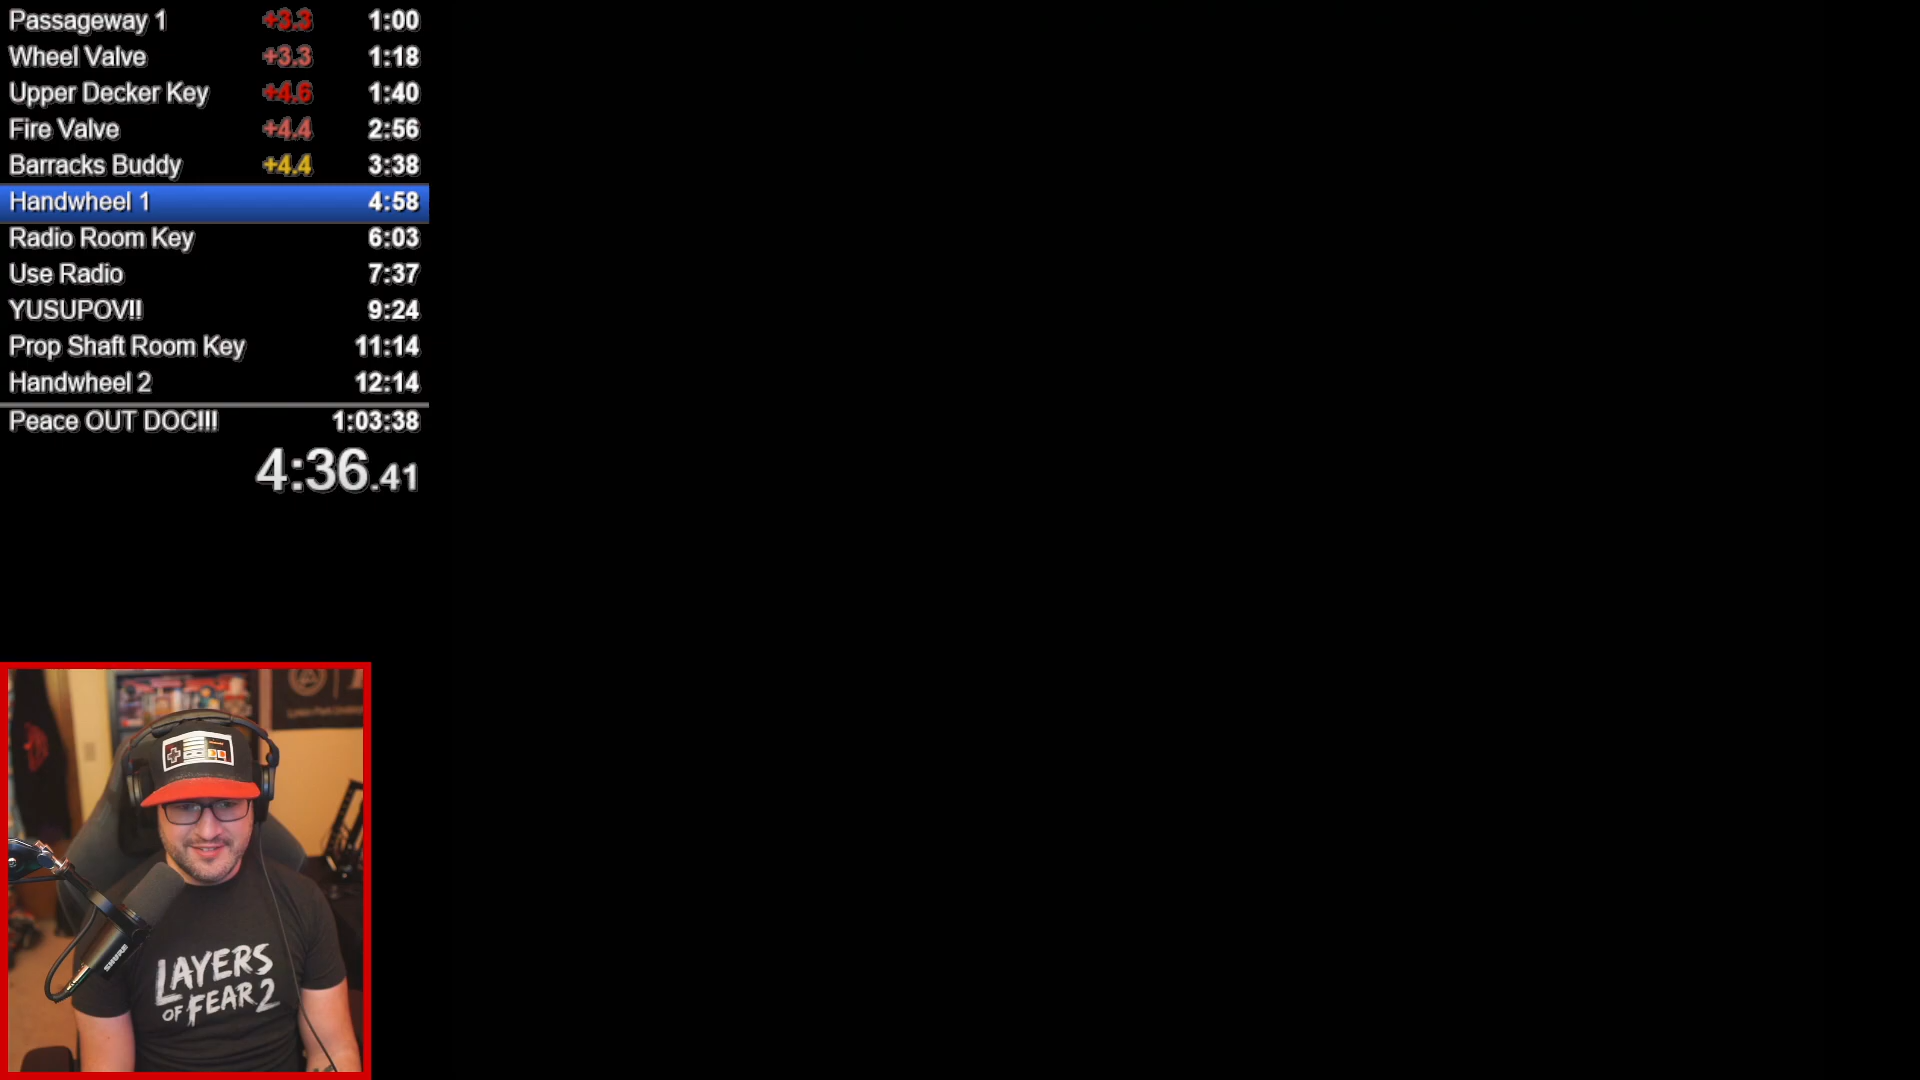 Passageway 1 +3.3 1:00
Wheel Valve +3.3 1:18
Upper Decker Key +4.6 1:40
Fire Valve +4.4 2:56
Barracks Buddy +4.4 3:38
Handwheel 1 4:58
Radio Room Key 6:03
Use Radio 7:37
YUSUPOV!! 9:24
Prop Shaft Room Key 11:14
Handwheel 2 12:14
Peace OUT DOC!!! 1:03:38
4:36.41
SHURE
LAYERS
OF FEAR 2